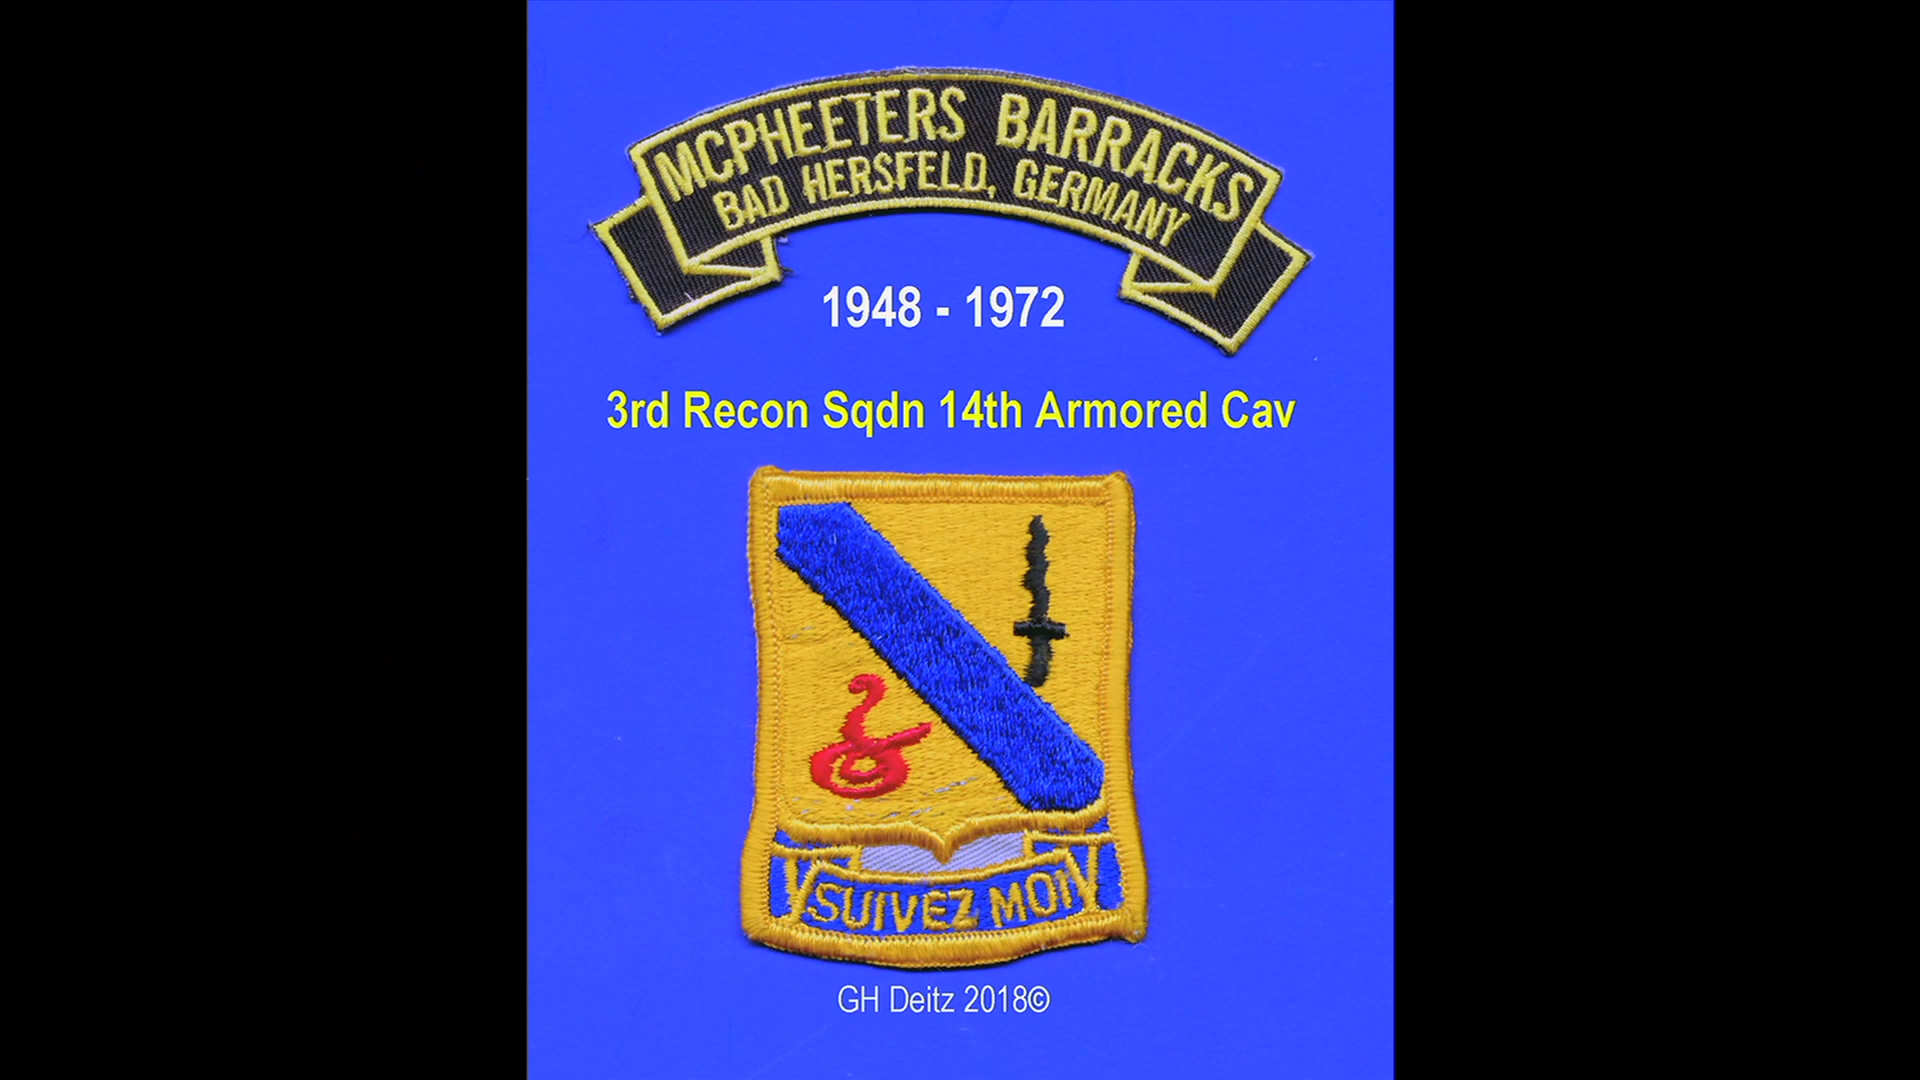 MCPHEETERS BARRACKS
BAD HERSFELD, GERMANY
1948 - 1972
3rd Recon Sqdn 14th Armored Cav
SUIVEZ MOI
GH Deitz 2018©